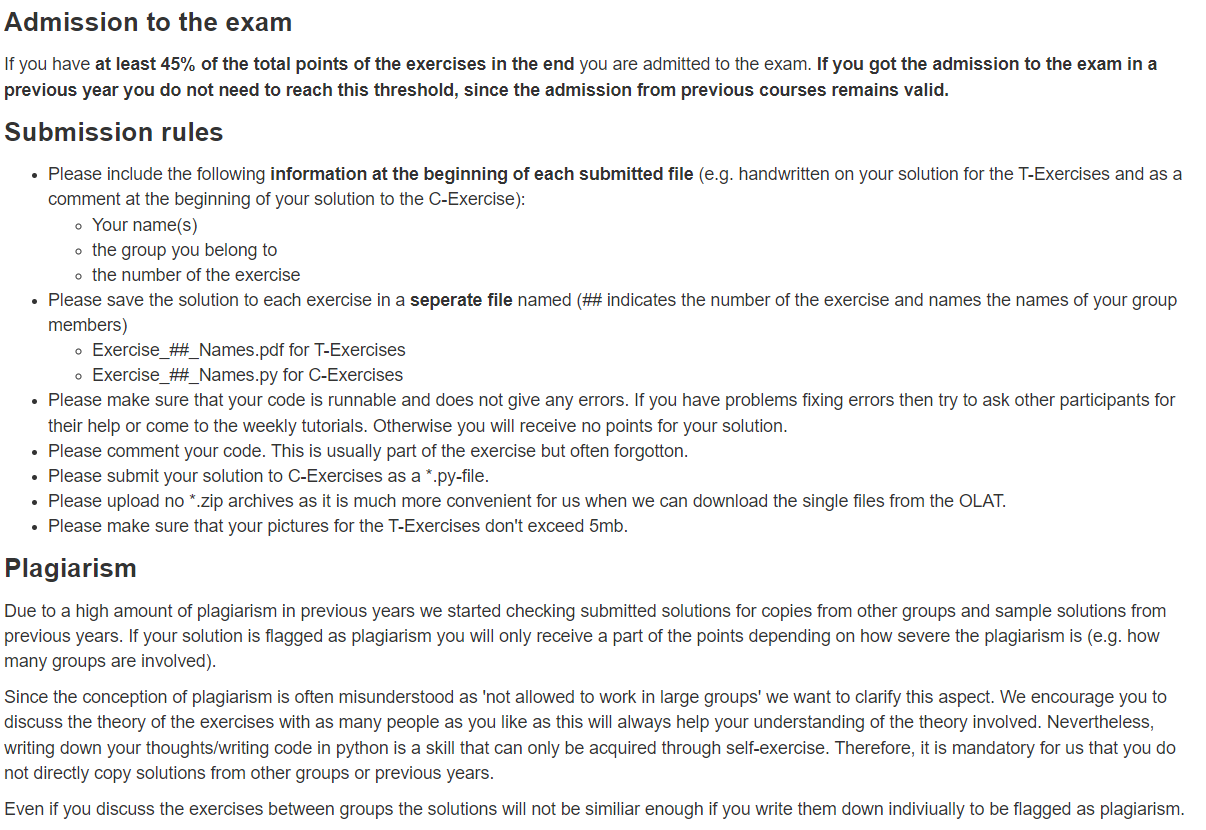 Admission to the exam
If you have at least 45% of the total points of the exercises in the end you are admitted to the exam. If you got the admission to the exam in a
previous year you do not need to reach this threshold, since the admission from previous courses remains valid.
Submission rules
• Please include the following information at the beginning of each submitted file (e.g. handwritten on your solution for the T-Exercises and as a
comment at the beginning of your solution to the C-Exercise):
◦ Your name(s)
◦ the group you belong to
◦ the number of the exercise
• Please save the solution to each exercise in a seperate file named (## indicates the number of the exercise and names the names of your group
members)
◦ Exercise_##_Names.pdf for T-Exercises
◦ Exercise_##_Names.py for C-Exercises
• Please make sure that your code is runnable and does not give any errors. If you have problems fixing errors then try to ask other participants for
their help or come to the weekly tutorials. Otherwise you will receive no points for your solution.
• Please comment your code. This is usually part of the exercise but often forgotton.
• Please submit your solution to C-Exercises as a *.py-file.
• Please upload no *.zip archives as it is much more convenient for us when we can download the single files from the OLAT.
• Please make sure that your pictures for the T-Exercises don't exceed 5mb.
Plagiarism
Due to a high amount of plagiarism in previous years we started checking submitted solutions for copies from other groups and sample solutions from
previous years. If your solution is flagged as plagiarism you will only receive a part of the points depending on how severe the plagiarism is (e.g. how
many groups are involved).
Since the conception of plagiarism is often misunderstood as 'not allowed to work in large groups' we want to clarify this aspect. We encourage you to
discuss the theory of the exercises with as many people as you like as this will always help your understanding of the theory involved. Nevertheless,
writing down your thoughts/writing code in python is a skill that can only be acquired through self-exercise. Therefore, it is mandatory for us that you do
not directly copy solutions from other groups or previous years.
Even if you discuss the exercises between groups the solutions will not be similiar enough if you write them down indiviually to be flagged as plagiarism.